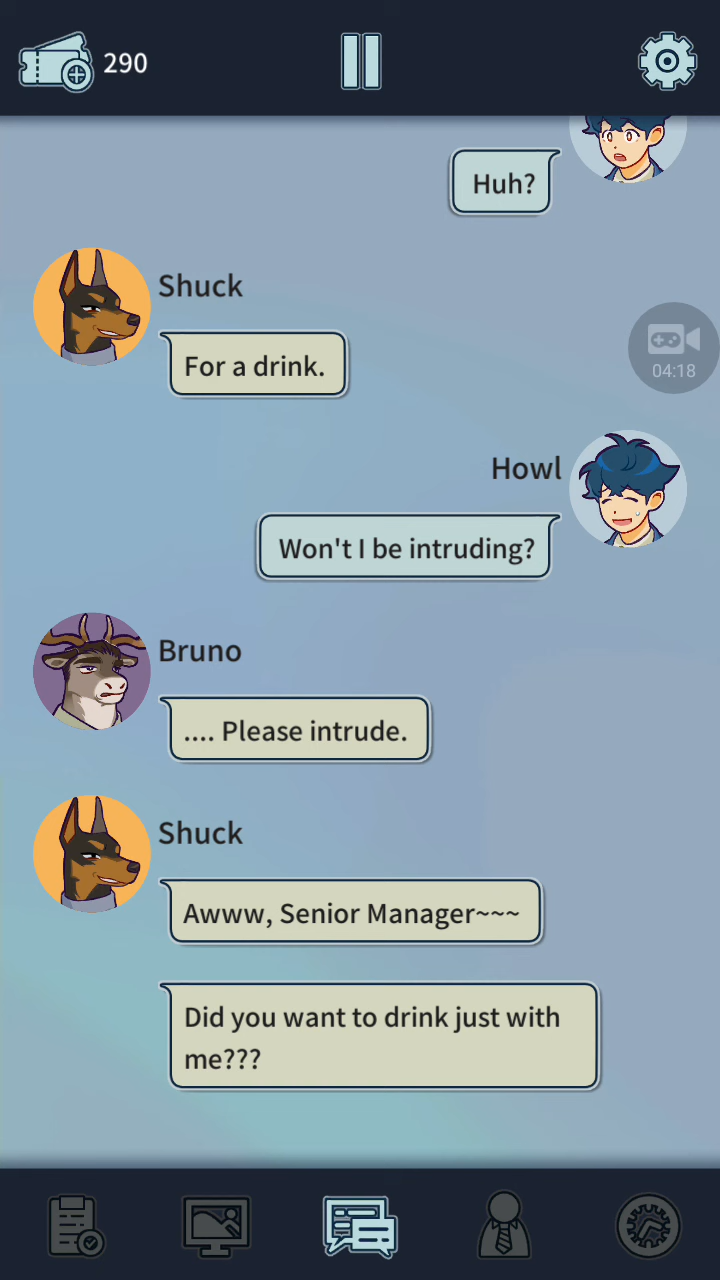 290
Huh?
Shuck
For a drink.
04:18
Howl
Won't I be intruding?
Bruno
.... Please intrude.
Shuck
Awww, Senior Manager~~~
Did you want to drink just with
me???